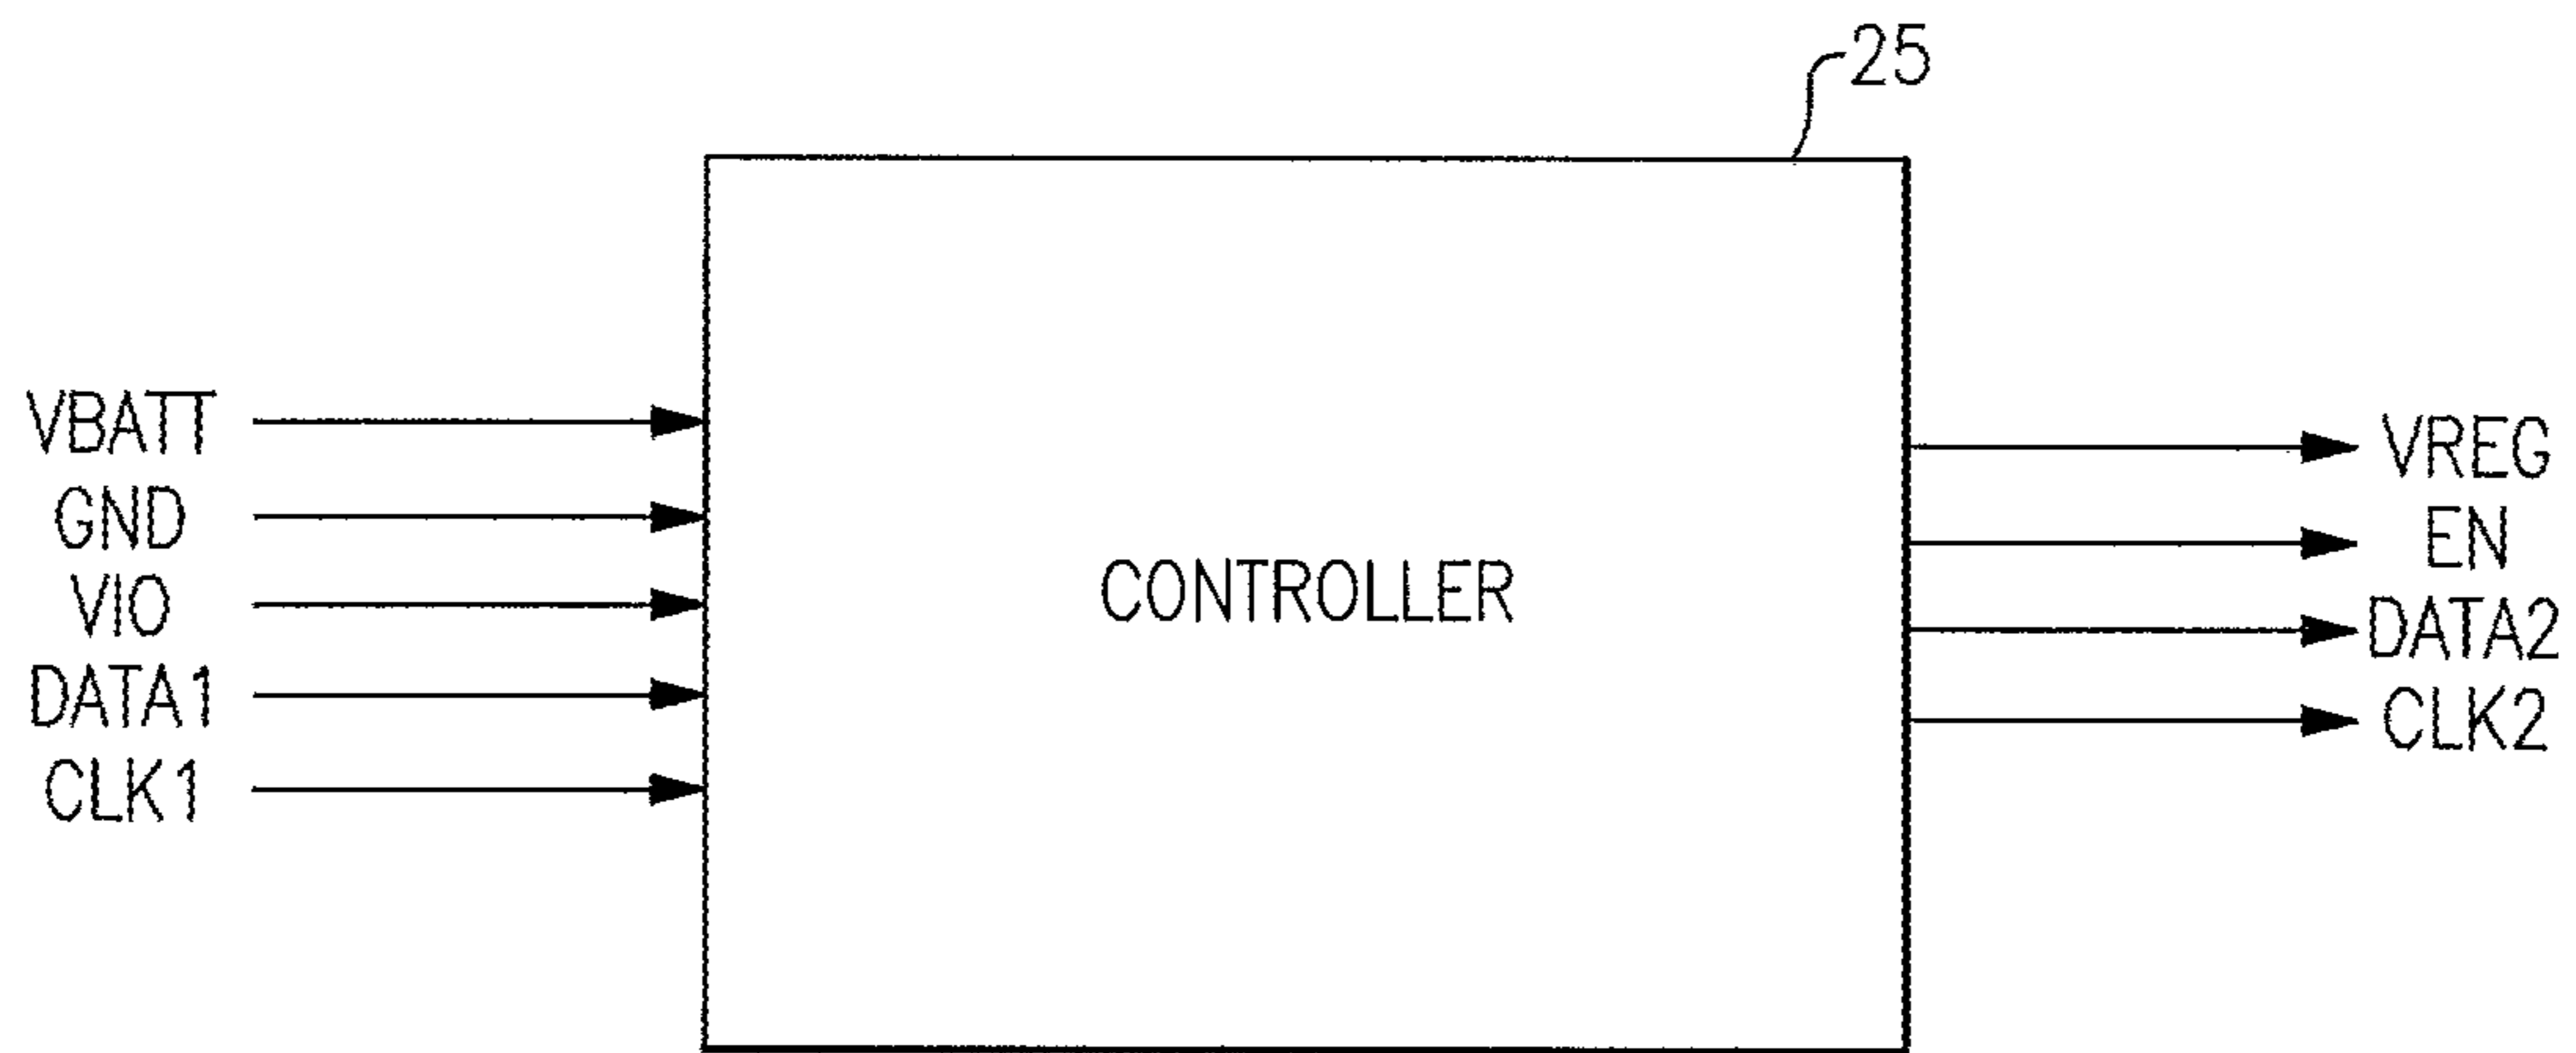 25
VBATT
GND
VIO
DATA1
CLK1
CONTROLLER
VREG
EN
DATA2
CLK2